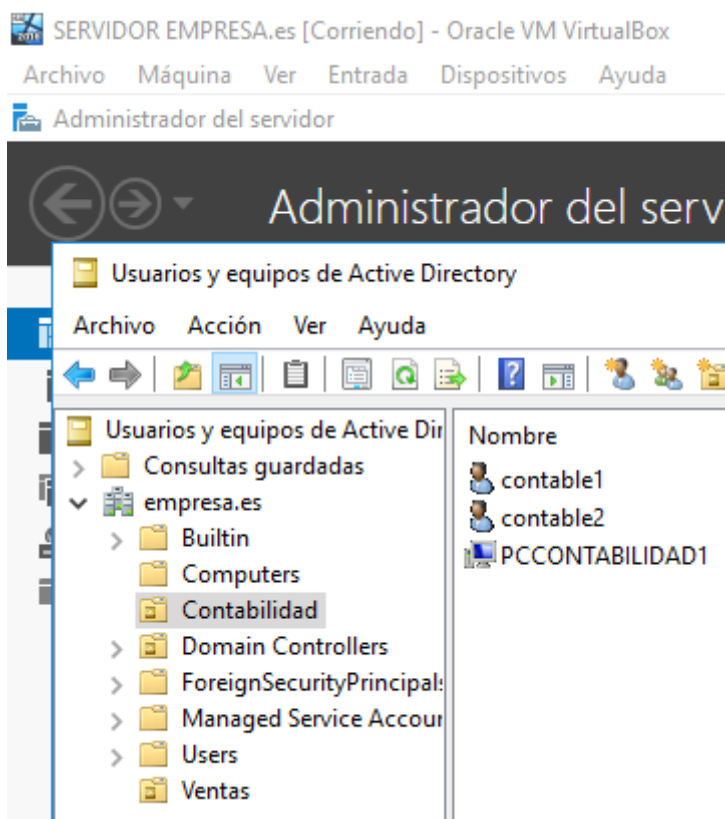 SERVIDOR EMPRESA.es [Corriendo] - Oracle VM VirtualBox
Archivo Máquina Ver Entrada Dispositivos Ayuda
Administrador del servidor
Administrador del serv
Usuarios y equipos de Active Directory
Archivo Acción Ver Ayuda
Usuarios y equipos de Active Dir
Consultas guardadas
empresa.es
Builtin
Computers
Contabilidad
Domain Controllers
ForeignSecurityPrincipals
Managed Service Accour
Users
Ventas
Nombre
contable1
contable2
PCCONTABILIDAD1